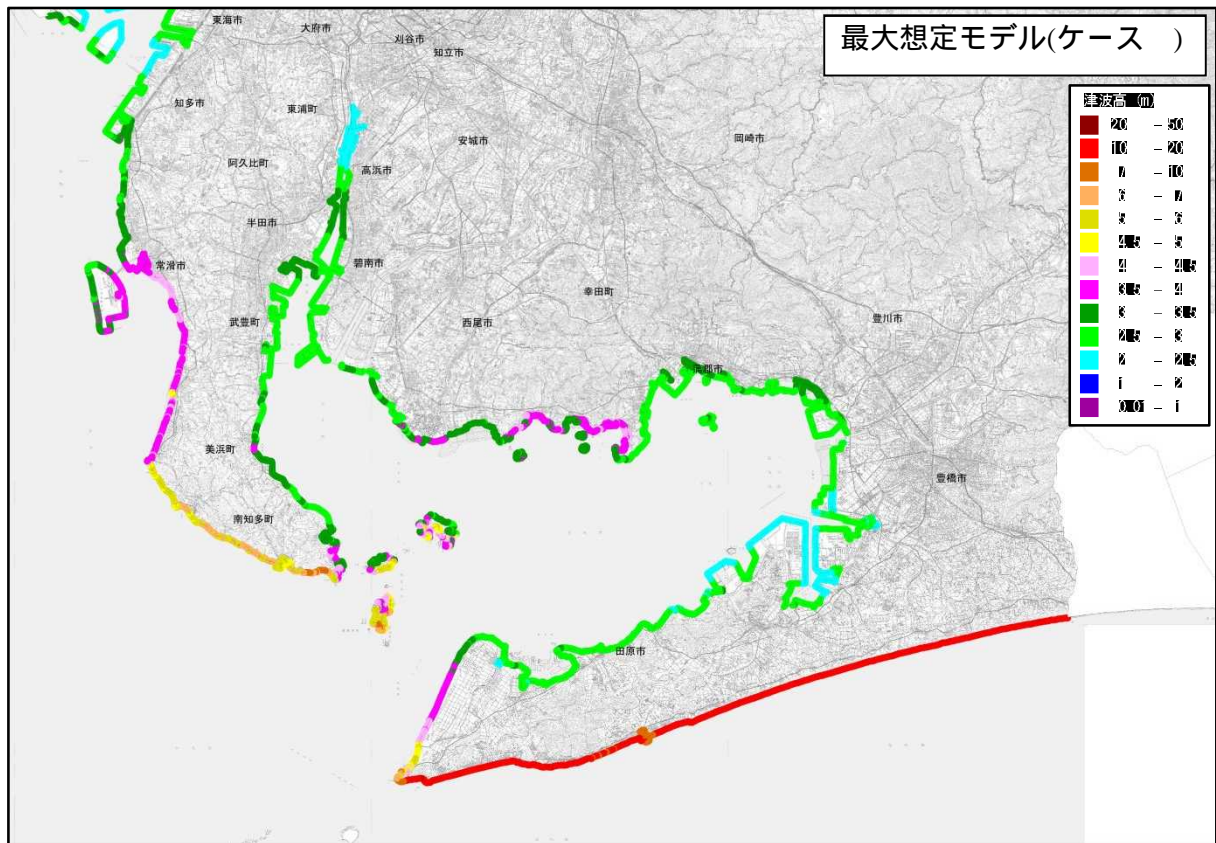 最大想定モデル(ケース　)
津波高 (m)
20 - 50
10 - 20
7 - 10
6 - 7
5 - 6
4.5 - 5
4 - 4.5
3.5 - 4
3 - 3.5
2.5 - 3
2 - 2.5
1 - 2
0.01 - 1
東海市
大府市
刈谷市
知立市
知多市
東浦町
安城市
岡崎市
阿久比町
高浜市
半田市
碧南市
常滑市
幸田町
武豊町
西尾市
豊川市
蒲郡市
美浜町
豊橋市
南知多町
田原市